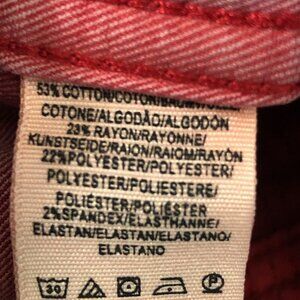 53% COTTON/COTON/BAUMWOLLE/
COTONE/ALGODÃO/ALGODÓN
23% RAYON/RAYONNE/
KUNSTSEIDE/RAION/RAIOM/RAYÓN
22% POLYESTER/POLYESTER/
POLYESTER/POLIESTERE/
POLIÉSTER/POLIÉSTER
2% SPANDEX/ELASTHANNE/
ELASTAN/ELASTAN/ELASTANO/
ELASTANO
30